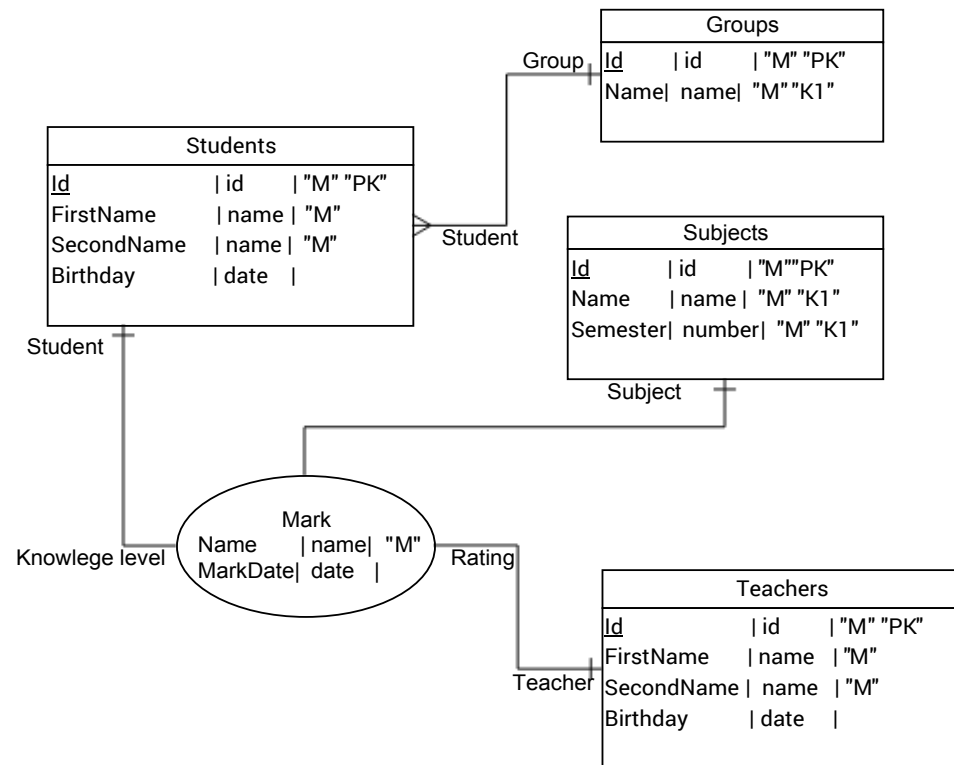 Groups
Id | id | "M" "PK"
Name| name| "M""K1"
Group
Students
Id | id | "M" "PK"
FirstName | name | "M"
SecondName | name | "M"
Birthday | date |
Student
Subjects
Id | id | "M""PK"
Name | name | "M" "K1"
Semester| number| "M" "K1"
Student
Subject
Mark
Name | name| "M"
MarkDate| date |
Knowlege level
Rating
Teachers
Id | id | "M" "PK"
FirstName | name | "M"
SecondName | name | "M"
Birthday | date |
Teacher